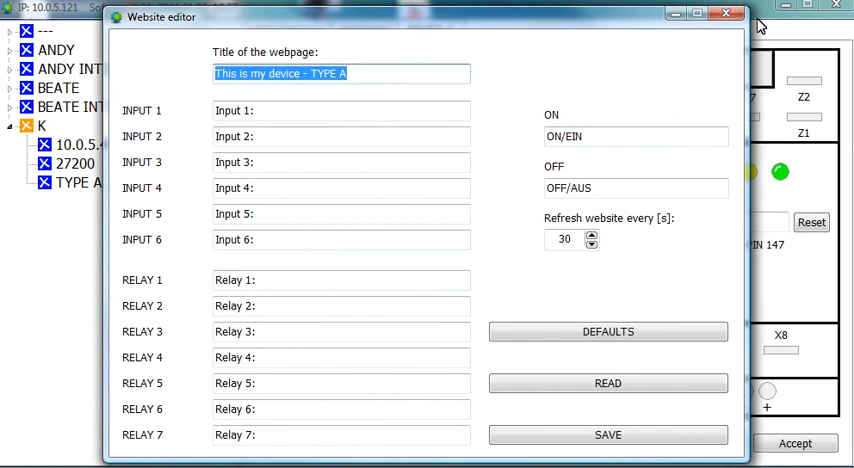 IP: 10.0.5.121
Website editor
---
ANDY
ANDY INT
BEATE
BEATE INT
K
10.0.5.4
27200
TYPE A
Title of the webpage:
This is my device - TYPE A
INPUT 1 Input 1:
INPUT 2 Input 2:
INPUT 3 Input 3:
INPUT 4 Input 4:
INPUT 5 Input 5:
INPUT 6 Input 6:
RELAY 1 Relay 1:
RELAY 2 Relay 2:
RELAY 3 Relay 3:
RELAY 4 Relay 4:
RELAY 5 Relay 5:
RELAY 6 Relay 6:
RELAY 7 Relay 7:
ON
ON/EIN
OFF
OFF/AUS
Refresh website every [s]:
30
DEFAULTS
READ
SAVE
7
Z2
Z1
Reset
PIN 147
X8
+
Accept